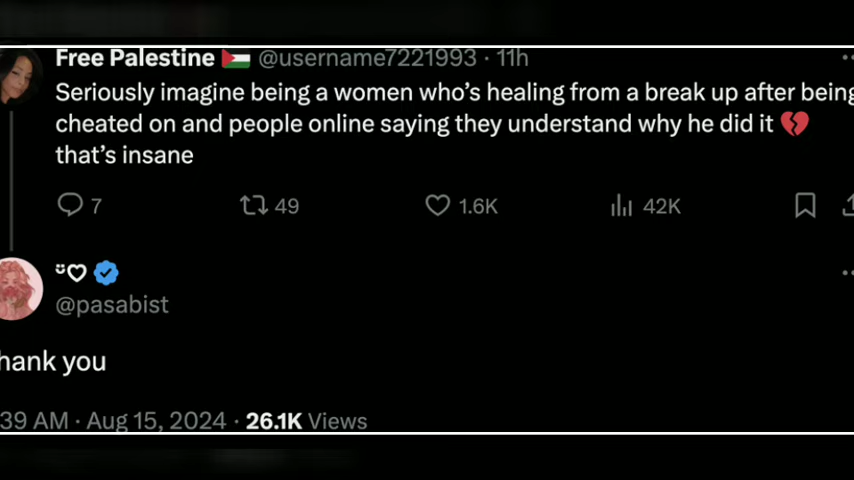 Free Palestine 🇵🇸 @username7221993 · 11h
Seriously imagine being a women who's healing from a break up after being
cheated on and people online saying they understand why he did it 💔
that's insane
7 49 1.6K 42K
@pasabist
hank you
39 AM · Aug 15, 2024 · 26.1K Views